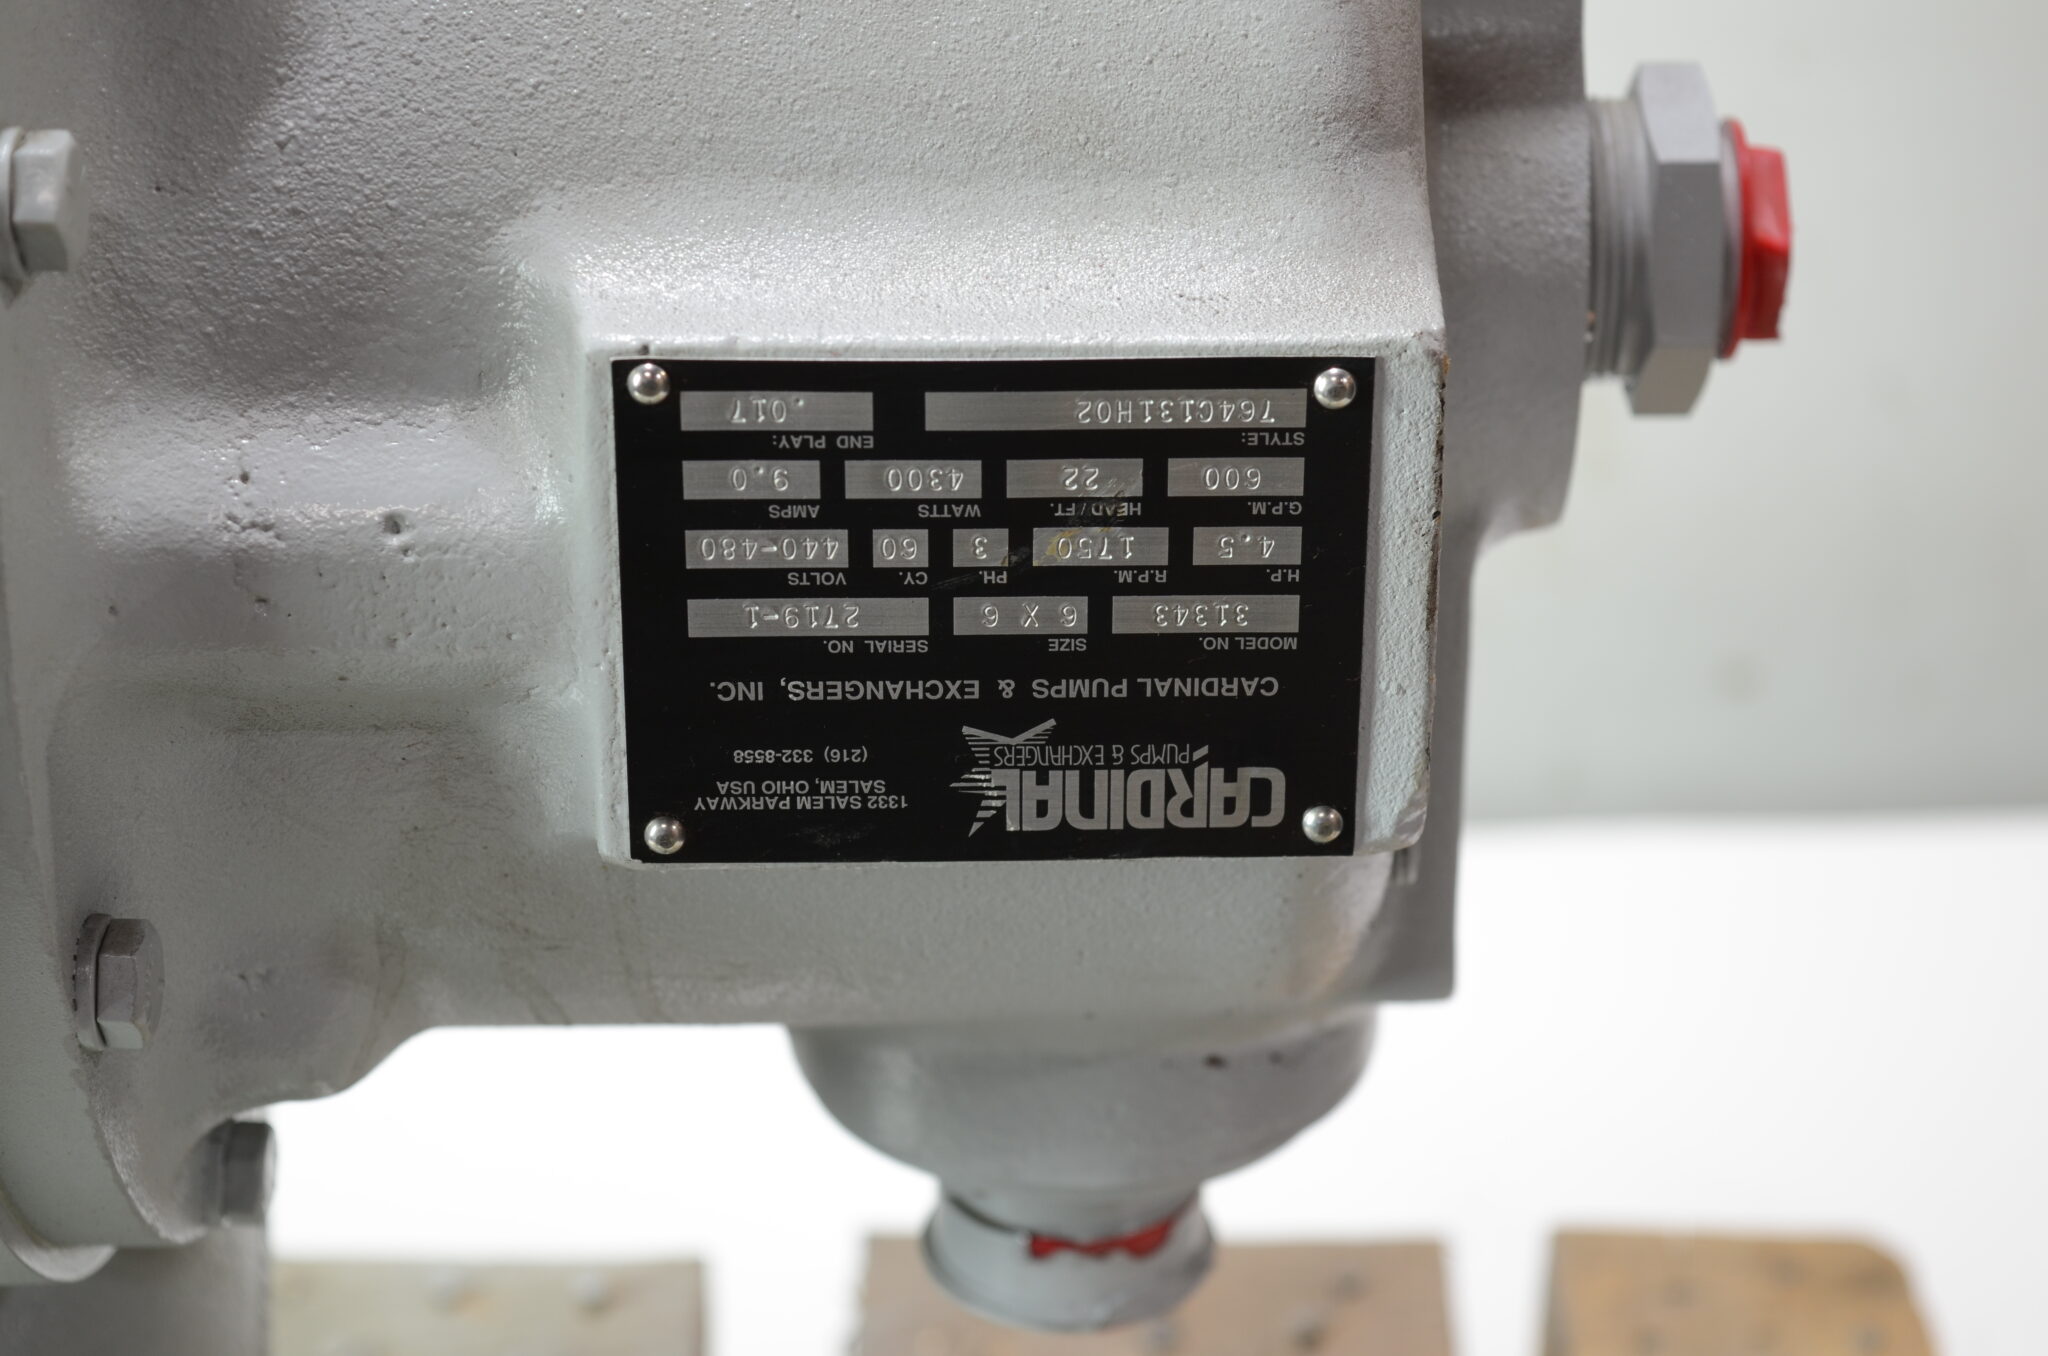 CARDINAL
PUMPS & EXCHANGERS
1332 SALEM PARKWAY
SALEM, OHIO USA
(216) 332-8558
CARDINAL PUMPS & EXCHANGERS, INC.
MODEL NO. SIZE SERIAL NO.
31343 6 X 6 2719-1
H.P. R.P.M. PH. CY. VOLTS
4.5 1750 3 60 440-480
G.P.M. HEAD/FT. WATTS AMPS
600 22 4300 9.0
STYLE: END PLAY:
764C131H02 .017